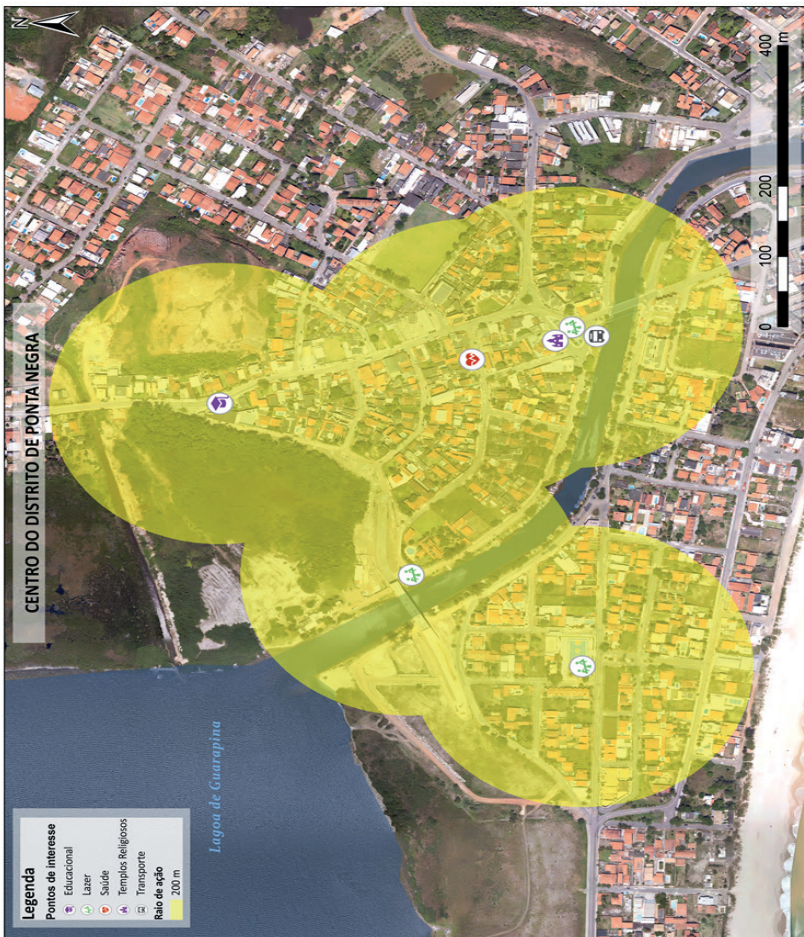 CENTRO DO DISTRITO DE PONTA NEGRA
N
Lagoa de Guarapina
Legenda
Pontos de interesse
Educacional
Lazer
Saúde
Templos Religiosos
Transporte
Raio de ação
200 m
0 100 200 400
m